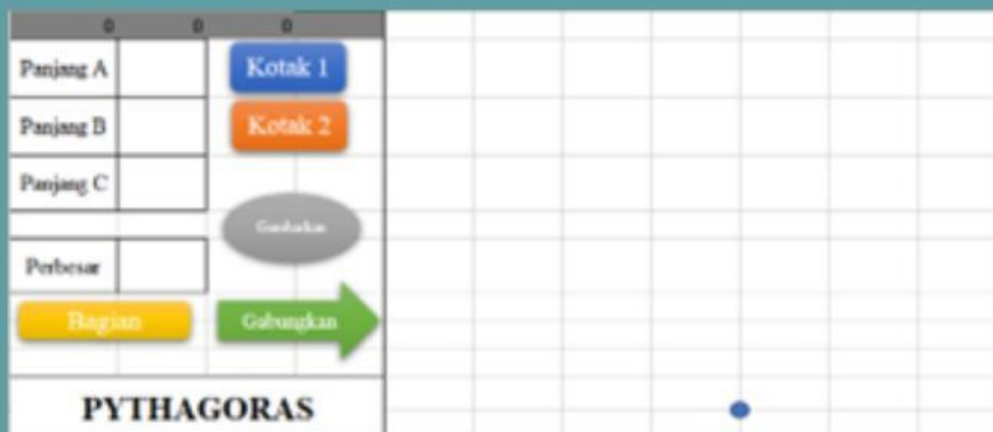 0 0 0
Panjang A
Kotak 1
Panjang B
Kotak 2
Panjang C
Perbesar
Bagian
Gabungkan
PYTHAGORAS